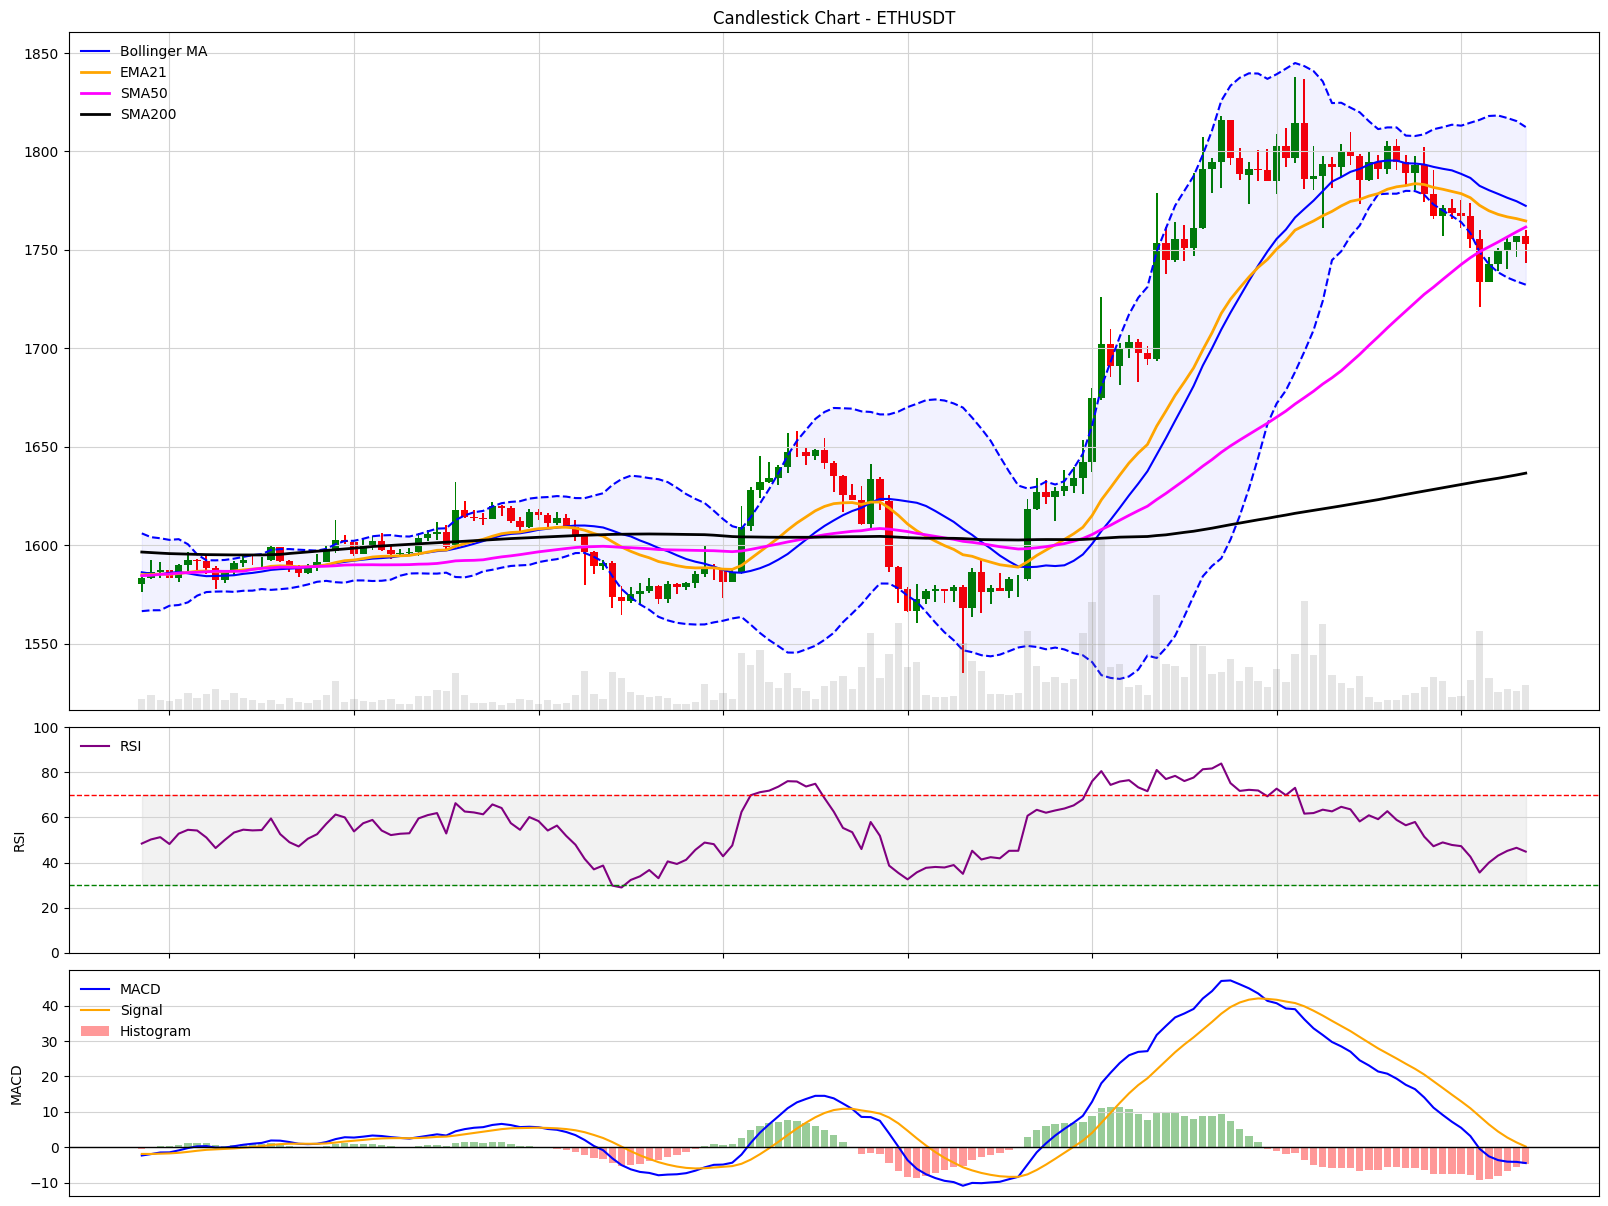 Candlestick Chart - ETHUSDT
Bollinger MA
EMA21
SMA50
SMA200
1850
1800
1750
1700
1650
1600
1550
RSI
100
80
60
40
20
0
RSI
MACD
Signal
Histogram
40
30
20
10
0
−10
MACD